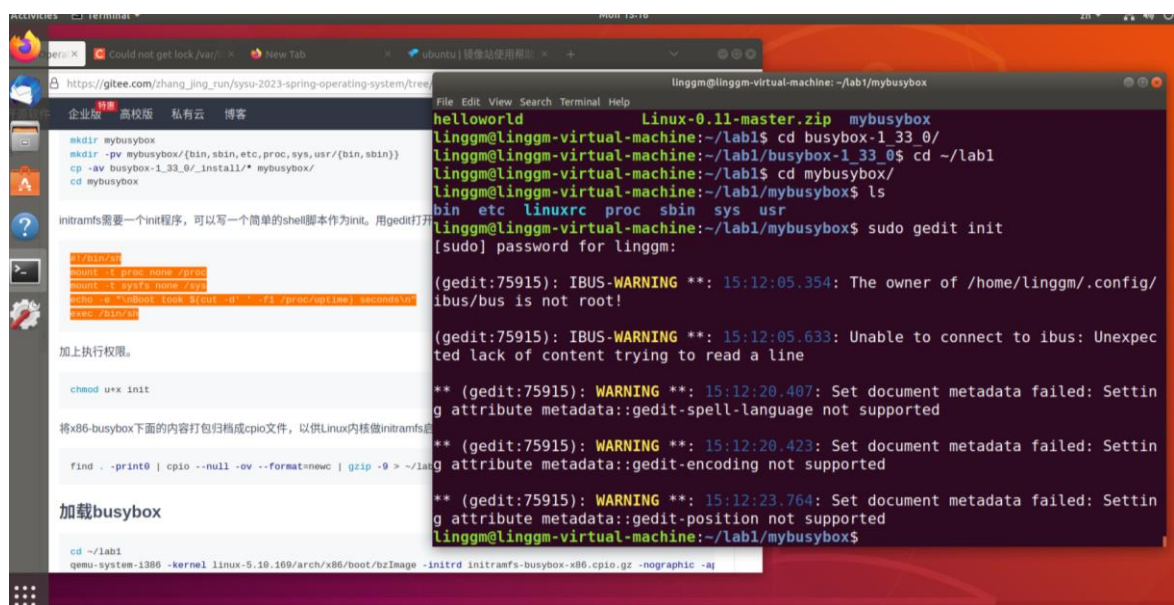 Activities
Terminal
Mon 15:16
zh
Could not get lock /var/
New Tab
ubuntu | 镜像站使用帮助
https://gitee.com/zhang_jing_run/sysu-2023-spring-operating-system/tree/
企业版 特惠 高校版 私有云 博客
mkdir mybusybox
mkdir -pv mybusybox/{bin,sbin,etc,proc,sys,usr/{bin,sbin}}
cp -av busybox-1_33_0/_install/* mybusybox/
cd mybusybox
initramfs需要一个init程序，可以写一个简单的shell脚本作为init。用gedit打开
#!/bin/sh
mount -t proc none /proc
mount -t sysfs none /sys
echo -e "\nBoot took $(cut -d' ' -f1 /proc/uptime) seconds\n"
exec /bin/sh
加上执行权限。
chmod u+x init
将x86-busybox下面的内容打包归档成cpio文件，以供Linux内核做initramfs启
find . -print0 | cpio --null -ov --format=newc | gzip -9 > ~/lab
加载busybox
cd ~/lab1
qemu-system-i386 -kernel linux-5.10.169/arch/x86/boot/bzImage -initrd initramfs-busybox-x86.cpio.gz -nographic -ap
linggm@linggm-virtual-machine: ~/lab1/mybusybox
File Edit View Search Terminal Help
helloworld Linux-0.11-master.zip mybusybox
linggm@linggm-virtual-machine:~/lab1$ cd busybox-1_33_0/
linggm@linggm-virtual-machine:~/lab1/busybox-1_33_0$ cd ~/lab1
linggm@linggm-virtual-machine:~/lab1$ cd mybusybox/
linggm@linggm-virtual-machine:~/lab1/mybusybox$ ls
bin etc linuxrc proc sbin sys usr
linggm@linggm-virtual-machine:~/lab1/mybusybox$ sudo gedit init
[sudo] password for linggm:
(gedit:75915): IBUS-WARNING **: 15:12:05.354: The owner of /home/linggm/.config/
ibus/bus is not root!
(gedit:75915): IBUS-WARNING **: 15:12:05.633: Unable to connect to ibus: Unexpec
ted lack of content trying to read a line
** (gedit:75915): WARNING **: 15:12:20.407: Set document metadata failed: Settin
g attribute metadata::gedit-spell-language not supported
** (gedit:75915): WARNING **: 15:12:20.423: Set document metadata failed: Settin
g attribute metadata::gedit-encoding not supported
** (gedit:75915): WARNING **: 15:12:23.764: Set document metadata failed: Settin
g attribute metadata::gedit-position not supported
linggm@linggm-virtual-machine:~/lab1/mybusybox$